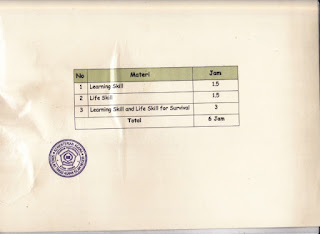 No Materi Jam
1 Learning Skill 1.5
2 Life Skill 1.5
3 Learning Skill and Life Skill for Survival 3
Total 6 Jam